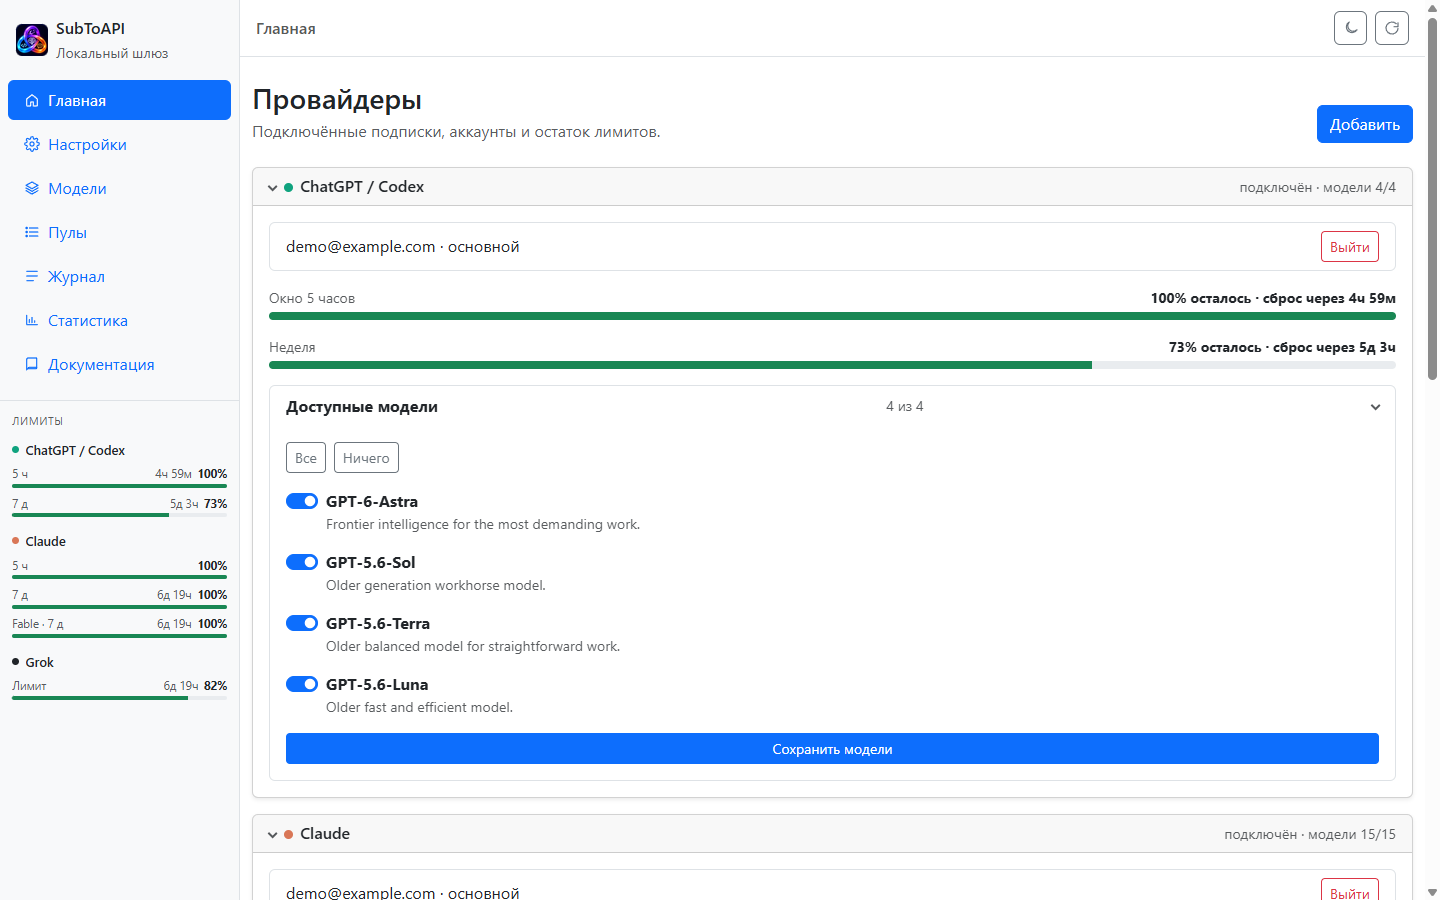 SubToAPI
Локальный шлюз
Главная
Настройки
Модели
Пулы
Журнал
Статистика
Документация
ЛИМИТЫ
ChatGPT / Codex
5 ч 4ч 59м 100%
7 д 5д 3ч 73%
Claude
5 ч 100%
7 д 6д 19ч 100%
Fable · 7 д 6д 19ч 100%
Grok
Лимит 6д 19ч 82%
Главная
Провайдеры
Подключённые подписки, аккаунты и остаток лимитов.
Добавить
ChatGPT / Codex подключён · модели 4/4
demo@example.com · основной Выйти
Окно 5 часов 100% осталось · сброс через 4ч 59м
Неделя 73% осталось · сброс через 5д 3ч
Доступные модели 4 из 4
Все Ничего
GPT-6-Astra
Frontier intelligence for the most demanding work.
GPT-5.6-Sol
Older generation workhorse model.
GPT-5.6-Terra
Older balanced model for straightforward work.
GPT-5.6-Luna
Older fast and efficient model.
Сохранить модели
Claude подключён · модели 15/15
demo@example.com · основной Выйти